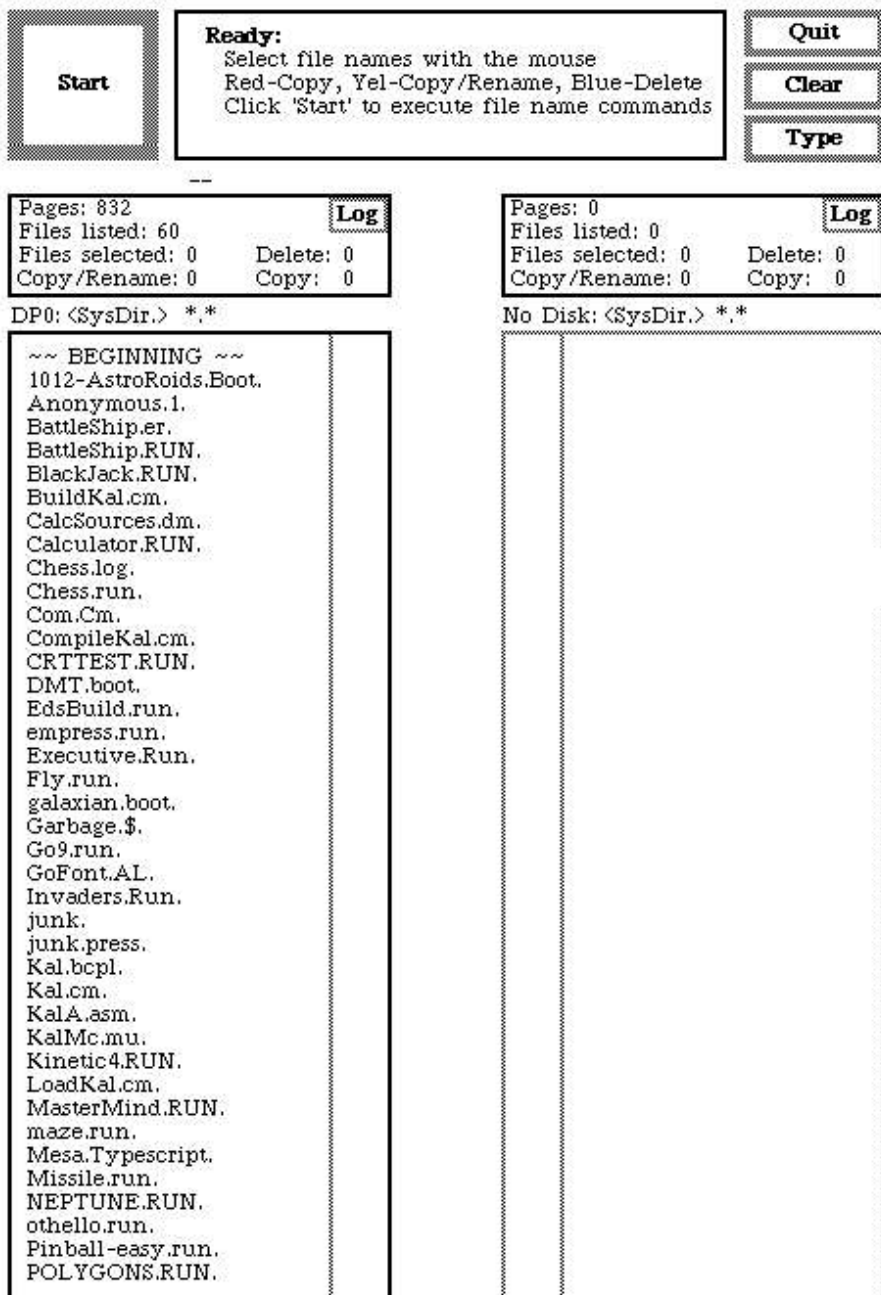 Start
Ready:
Select file names with the mouse
Red-Copy, Yel-Copy/Rename, Blue-Delete
Click 'Start' to execute file name commands
Quit
Clear
Type
Pages: 832
Log
Files listed: 60
Files selected: 0 Delete: 0
Copy/Rename: 0 Copy: 0
DP0: <SysDir.> *.*
~~ BEGINNING ~~
1012-AstroRoids.Boot.
Anonymous.1.
BattleShip.er.
BattleShip.RUN.
BlackJack.RUN.
BuildKal.cm.
CalcSources.dm.
Calculator.RUN.
Chess.log.
Chess.run.
Com.Cm.
CompileKal.cm.
CRTTEST.RUN.
DMT.boot.
EdsBuild.run.
empress.run.
Executive.Run.
Fly.run.
galaxian.boot.
Garbage.$.
Go9.run.
GoFont.AL.
Invaders.Run.
junk.
junk.press.
Kal.bcpl.
Kal.cm.
KalA.asm.
KalMc.mu.
Kinetic4.RUN.
LoadKal.cm.
MasterMind.RUN.
maze.run.
Mesa.Typescript.
Missile.run.
NEPTUNE.RUN.
othello.run.
Pinball-easy.run.
POLYGONS.RUN.
Pages: 0
Log
Files listed: 0
Files selected: 0 Delete: 0
Copy/Rename: 0 Copy: 0
No Disk: <SysDir.> *.*